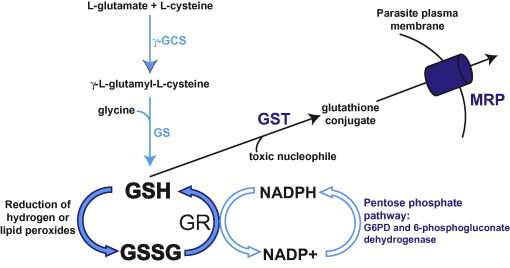 L-glutamate + L-cysteine
γ-GCS
γ-L-glutamyl-L-cysteine
glycine
GS
Parasite plasma
membrane
MRP
GST
glutathione
conjugate
toxic nucleophile
GSH
NADPH
Reduction of
hydrogen or
lipid peroxides
GR
Pentose phosphate
pathway:
G6PD and 6-phosphogluconate
dehydrogenase
GSSG
NADP+